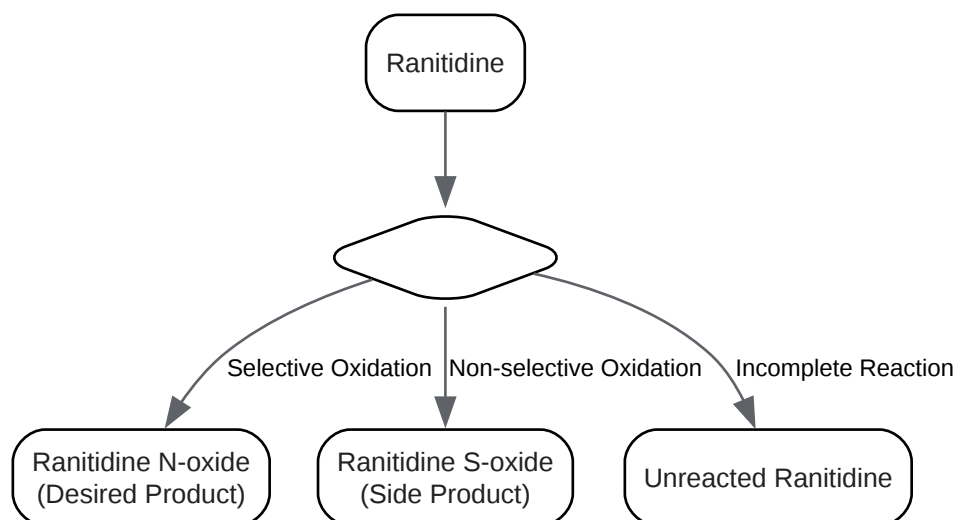 Ranitidine
Selective Oxidation
Non-selective Oxidation
Incomplete Reaction
Ranitidine N-oxide
(Desired Product)
Ranitidine S-oxide
(Side Product)
Unreacted Ranitidine